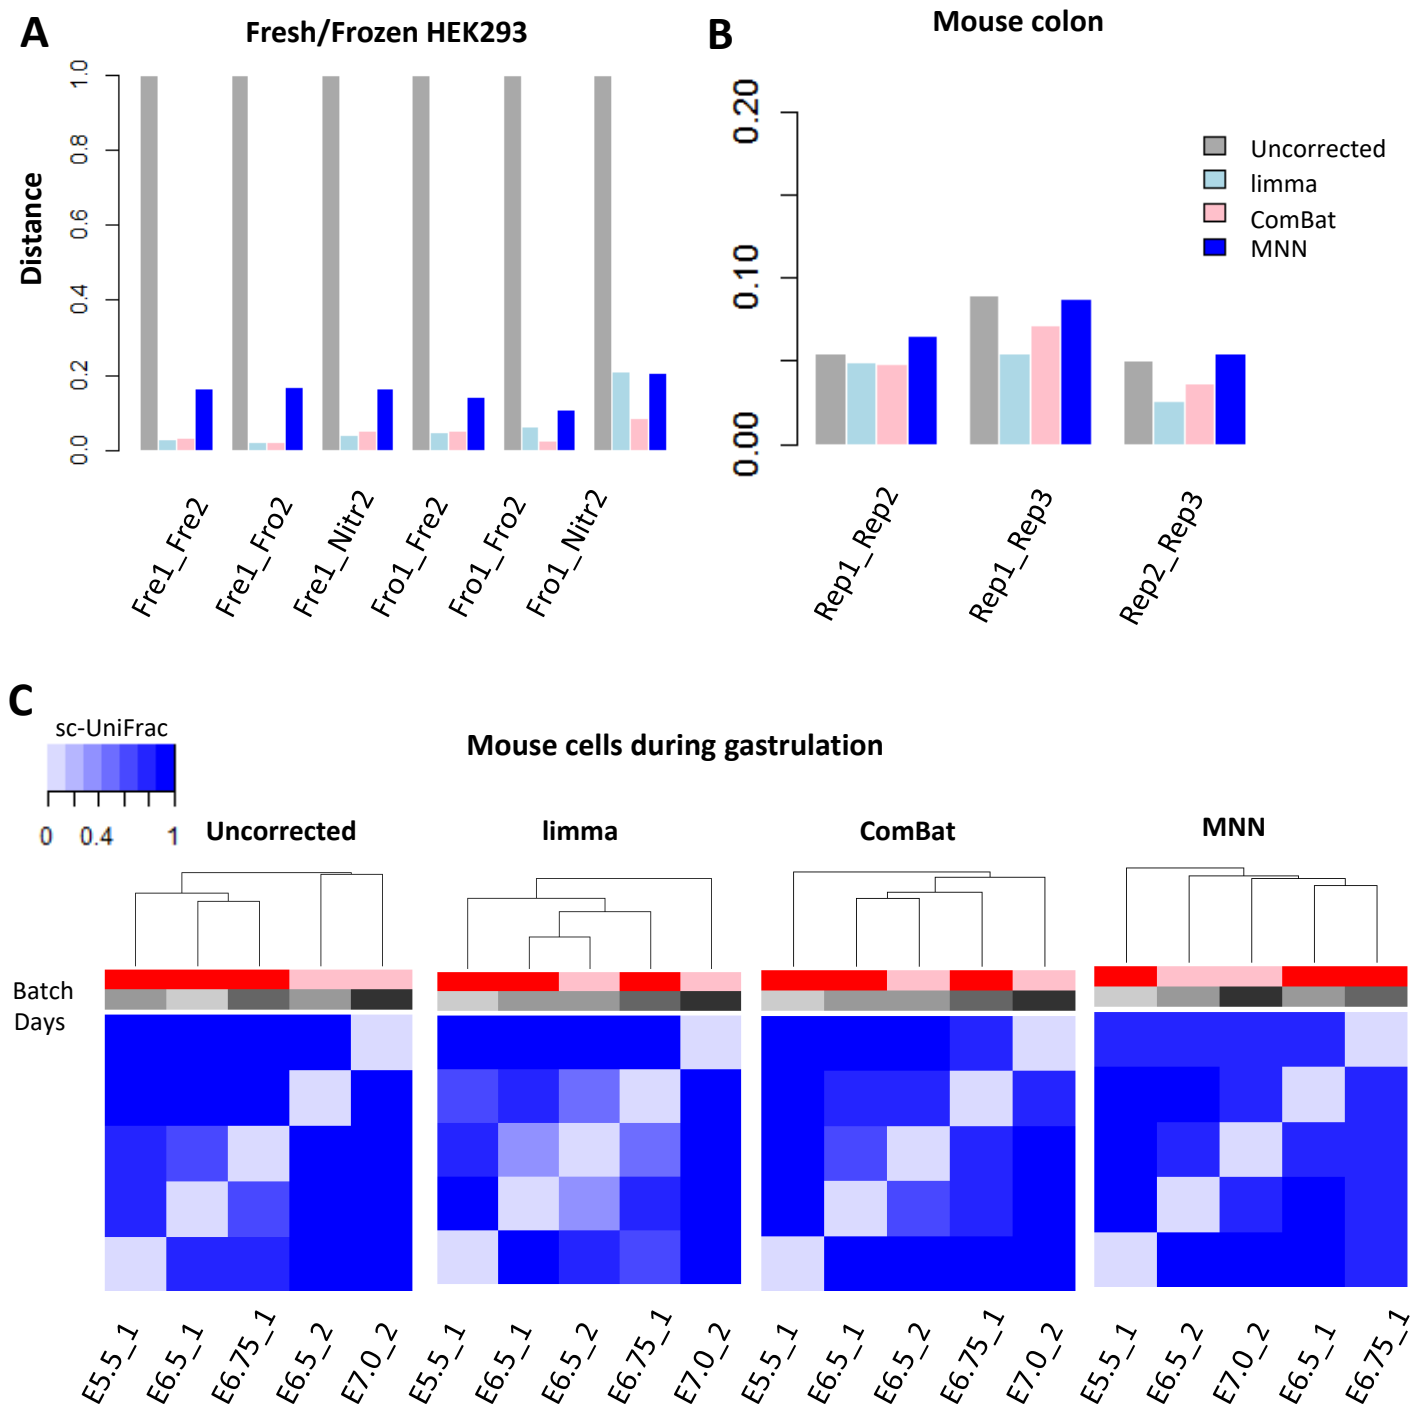 A
Fresh/Frozen HEK293
Distance
1.0
0.8
0.6
0.4
0.2
0.0
Fre1_Fre2
Fre1_Fro2
Fre1_Nitr2
Fro1_Fre2
Fro1_Fro2
Fro1_Nitr2
B
Mouse colon
0.20
0.10
0.00
Uncorrected
limma
ComBat
MNN
Rep1_Rep2
Rep1_Rep3
Rep2_Rep3
C
sc-UniFrac
0 0.4 1
Mouse cells during gastrulation
Batch
Days
Uncorrected
E5.5_1
E6.5_1
E6.75_1
E6.5_2
E7.0_2
limma
E5.5_1
E6.5_1
E6.5_2
E6.75_1
E7.0_2
ComBat
E5.5_1
E6.5_1
E6.5_2
E6.75_1
E7.0_2
MNN
E5.5_1
E6.5_2
E7.0_2
E6.5_1
E6.75_1